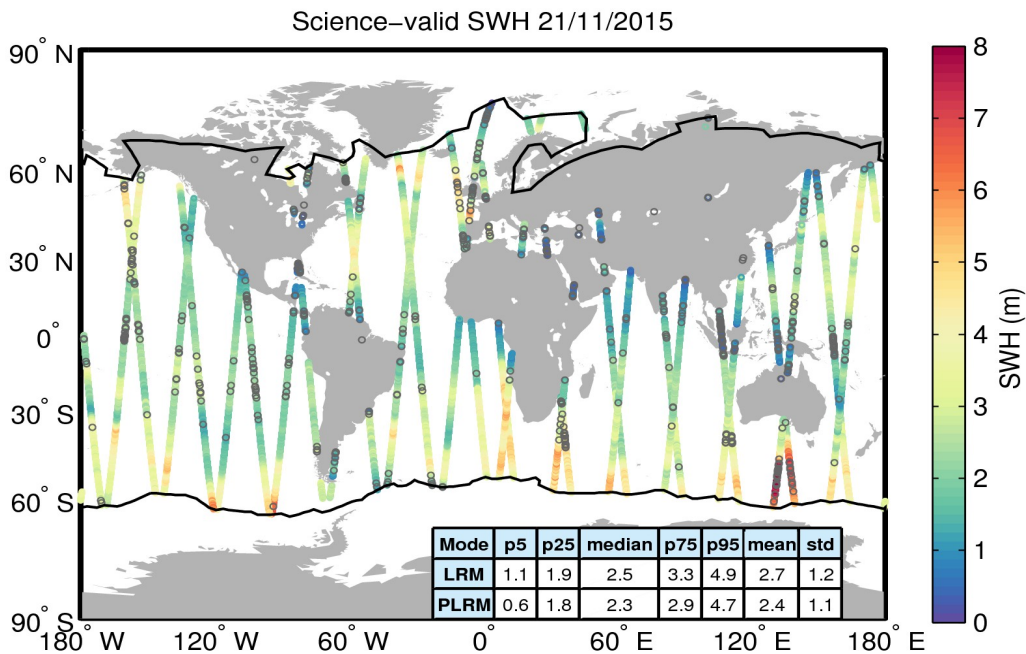 Science−valid SWH 21/11/2015
90° N
60° N
30° N
0°
30° S
60° S
90° S
180° W
120° W
60° W
0°
60° E
120° E
180° E
8
7
6
5
4
3
2
1
0
SWH (m)
Mode p5 p25 median p75 p95 mean std
LRM 1.1 1.9 2.5 3.3 4.9 2.7 1.2
PLRM 0.6 1.8 2.3 2.9 4.7 2.4 1.1